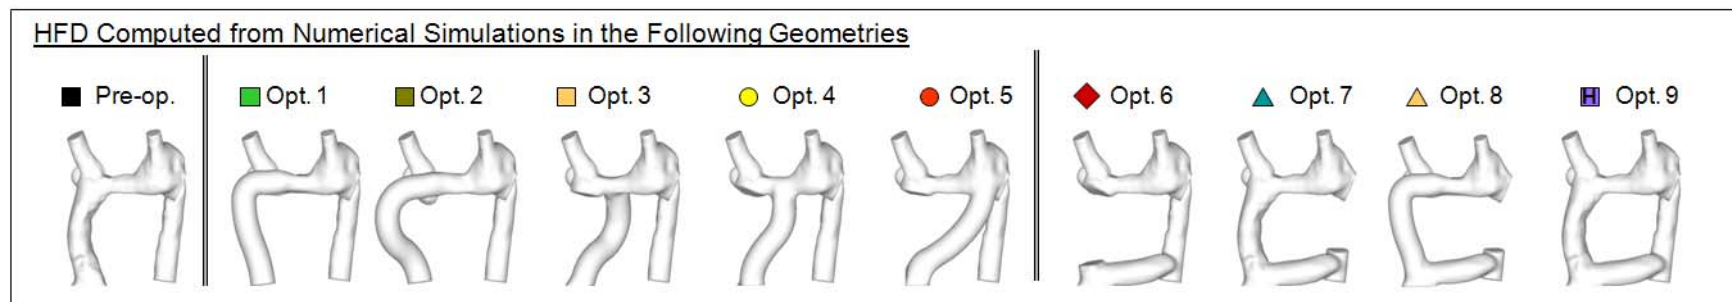 HFD Computed from Numerical Simulations in the Following Geometries
Pre-op. Opt. 1 Opt. 2 Opt. 3 Opt. 4 Opt. 5 Opt. 6 Opt. 7 Opt. 8 H Opt. 9